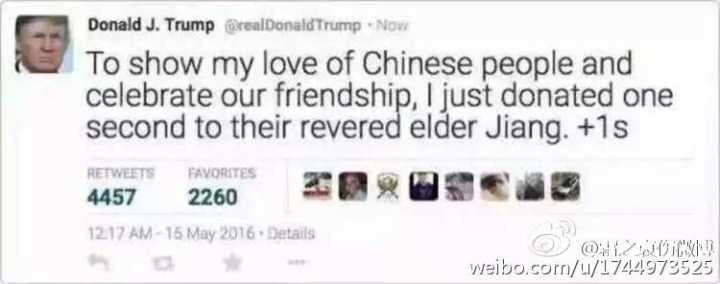 Donald J. Trump @realDonaldTrump · Now
To show my love of Chinese people and
celebrate our friendship, I just donated one
second to their revered elder Jiang. +1s
RETWEETS FAVORITES
4457 2260
12:17 AM - 15 May 2016 · Details
weibo.com/u/1744973525